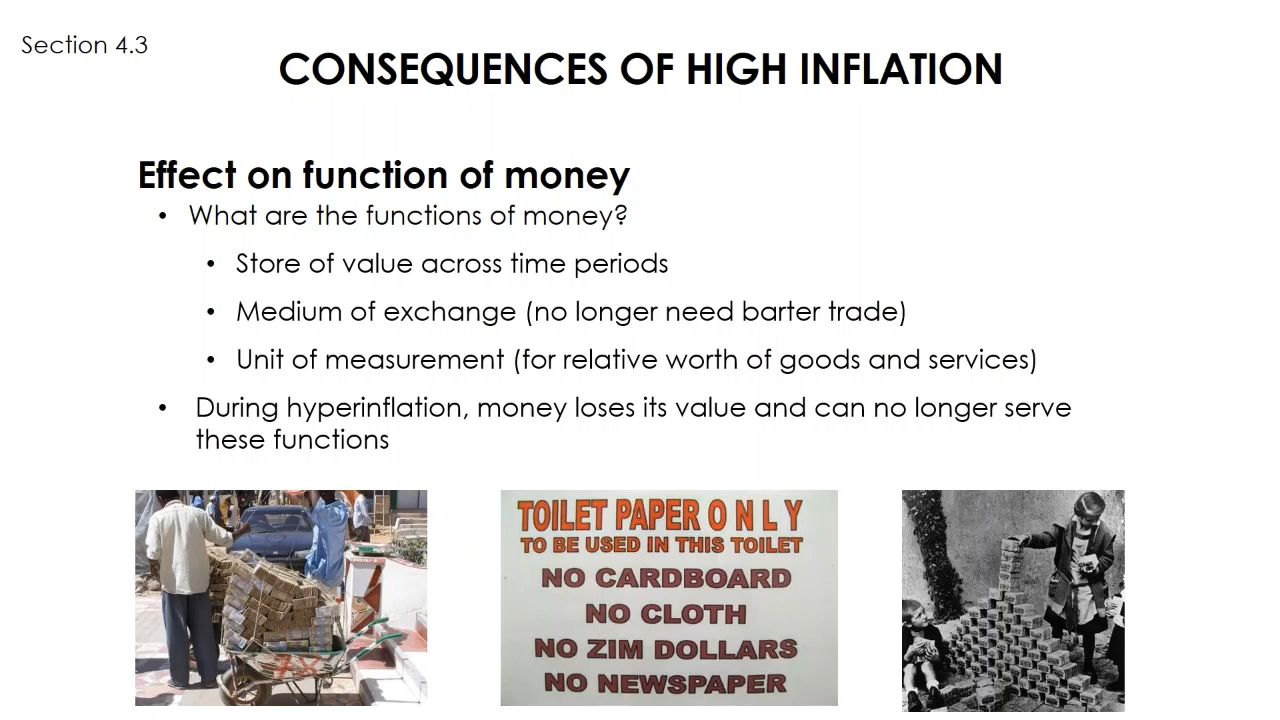 Section 4.3
CONSEQUENCES OF HIGH INFLATION
Effect on function of money
• What are the functions of money?
• Store of value across time periods
• Medium of exchange (no longer need barter trade)
• Unit of measurement (for relative worth of goods and services)
• During hyperinflation, money loses its value and can no longer serve
these functions
TOILET PAPER ONLY
TO BE USED IN THIS TOILET
NO CARDBOARD
NO CLOTH
NO ZIM DOLLARS
NO NEWSPAPER